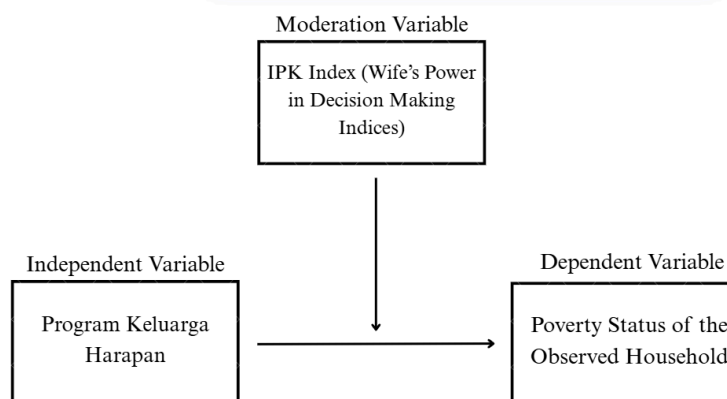 Moderation Variable
IPK Index (Wife's Power
in Decision Making
Indices)
Independent Variable
Program Keluarga
Harapan
Dependent Variable
Poverty Status of the
Observed Household